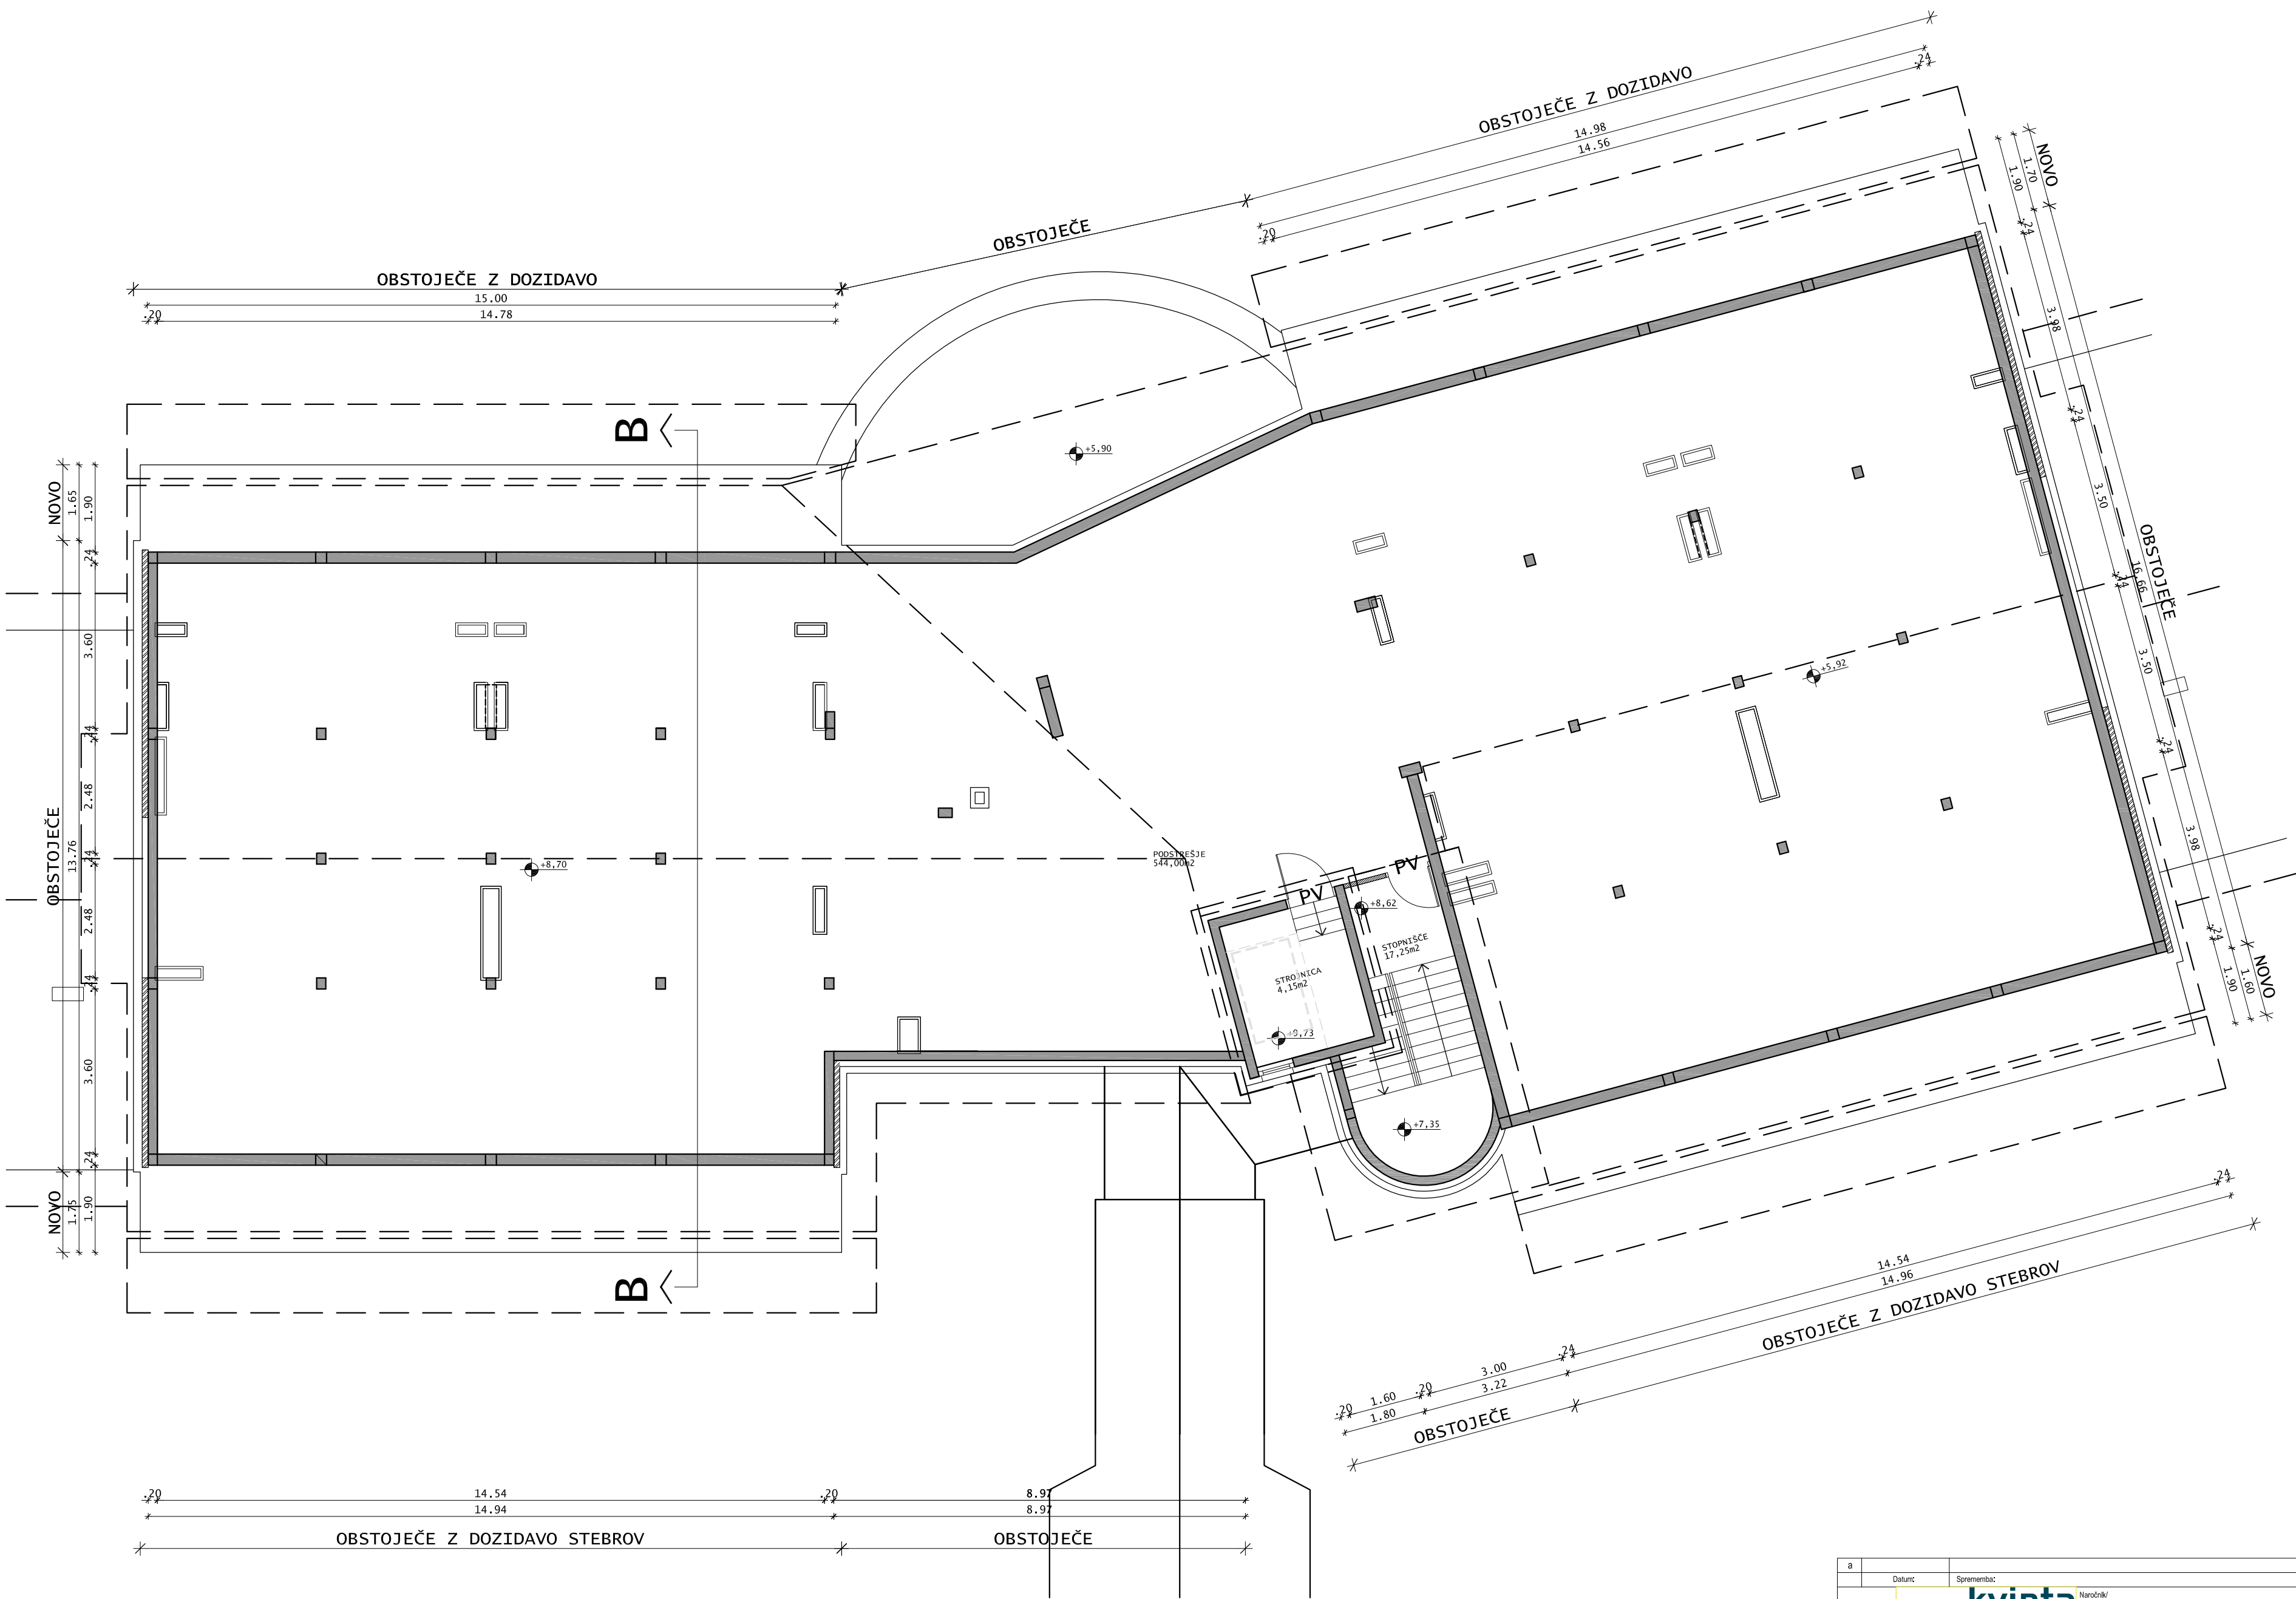 OBSTOJEČE Z DOZIDAVO
14.98
14.56
.24
.20
OBSTOJEČE
OBSTOJEČE Z DOZIDAVO
15.00
.20
14.78
NOVO
1.70
1.90
.24
3.98
.24
3.50
OBSTOJEČE
16.66
.24
3.50
.24
3.98
.24
1.90
1.60
NOVO
NOVO
1.65
1.90
.24
3.60
.24
2.48
OBSTOJEČE
13.76
.24
2.48
.24
3.60
.24
NOVO
1.75
1.90
B
B
+5,90
+5,92
+8,70
PODSTREŠJE
544,00m2
PV
PV
+8,62
STOPNIŠČE
17,25m2
STROJNICA
4,15m2
+9,73
+7,35
.24
14.54
14.96
OBSTOJEČE Z DOZIDAVO STEBROV
.24
3.00
3.22
.20
1.60
1.80
.20
OBSTOJEČE
.20
14.54
.20
8.97
14.94
8.97
OBSTOJEČE Z DOZIDAVO STEBROV
OBSTOJEČE
a
Datum:
Sprememba:
kvinta
Naročnik/